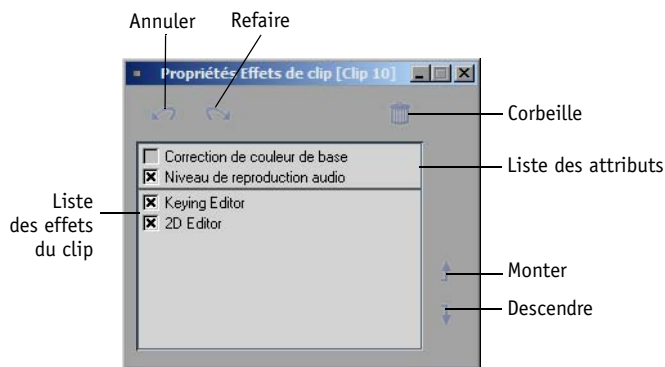 Annuler
Refaire
Propriétés Effets de clip [Clip 10]
Corbeille
Correction de couleur de base
Liste des attributs
Niveau de reproduction audio
Liste
des effets
du clip
Keying Editor
2D Editor
Monter
Descendre